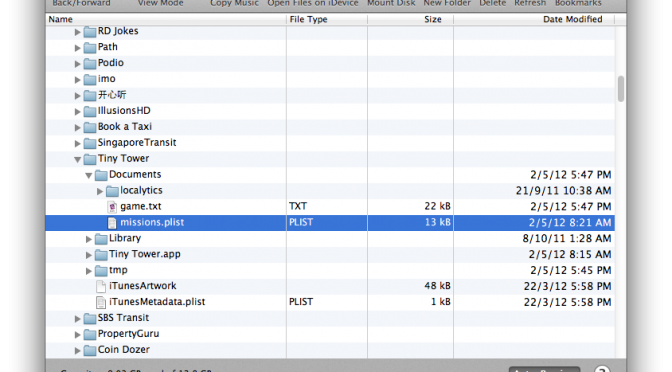 Back/Forward View Mode Copy Music Open Files on iDevice Mount Disk New Folder Delete Refresh Bookmarks
Name File Type Size Date Modified
RD Jokes
Path
Podio
imo
开心听
IllusionsHD
Book a Taxi
SingaporeTransit
Tiny Tower
Documents 2/5/12 5:47 PM
localytics 21/9/11 10:38 AM
game.txt TXT 22 kB 2/5/12 5:47 PM
missions.plist PLIST 13 kB 2/5/12 8:21 AM
Library 8/10/11 1:28 AM
Tiny Tower.app 2/5/12 8:15 AM
tmp 2/5/12 5:45 PM
iTunesArtwork 48 kB 22/3/12 5:58 PM
iTunesMetadata.plist PLIST 1 kB 22/3/12 5:58 PM
SBS Transit
PropertyGuru
Coin Dozer